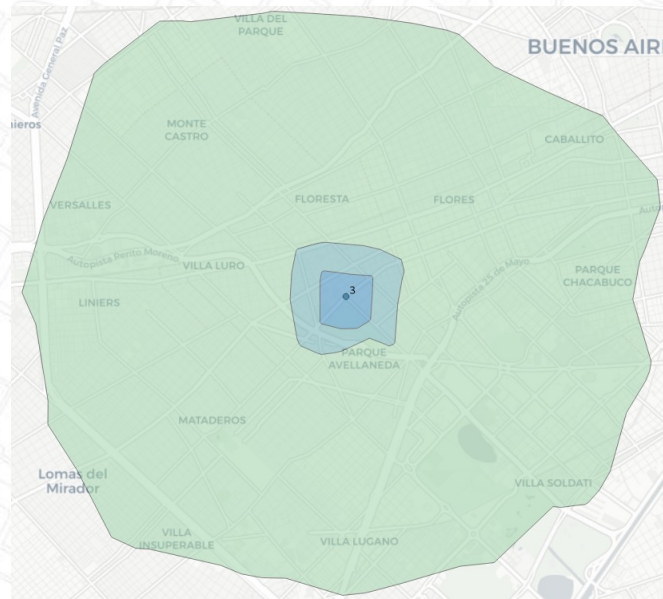 VILLA DEL
PARQUE
BUENOS AIR
Avenida General Paz
nieros
MONTE
CASTRO
CABALLITO
FLORESTA
FLORES
VERSALLES
Auto
Autopista Perito Moreno
VILLA LURO
Autopista 25 de Mayo
PARQUE
CHACABUCO
3
LINIERS
PARQUE
AVELLANEDA
MATADEROS
Lomas del
Mirador
VILLA SOLDATI
VILLA
INSUPERABLE
VILLA LUGANO